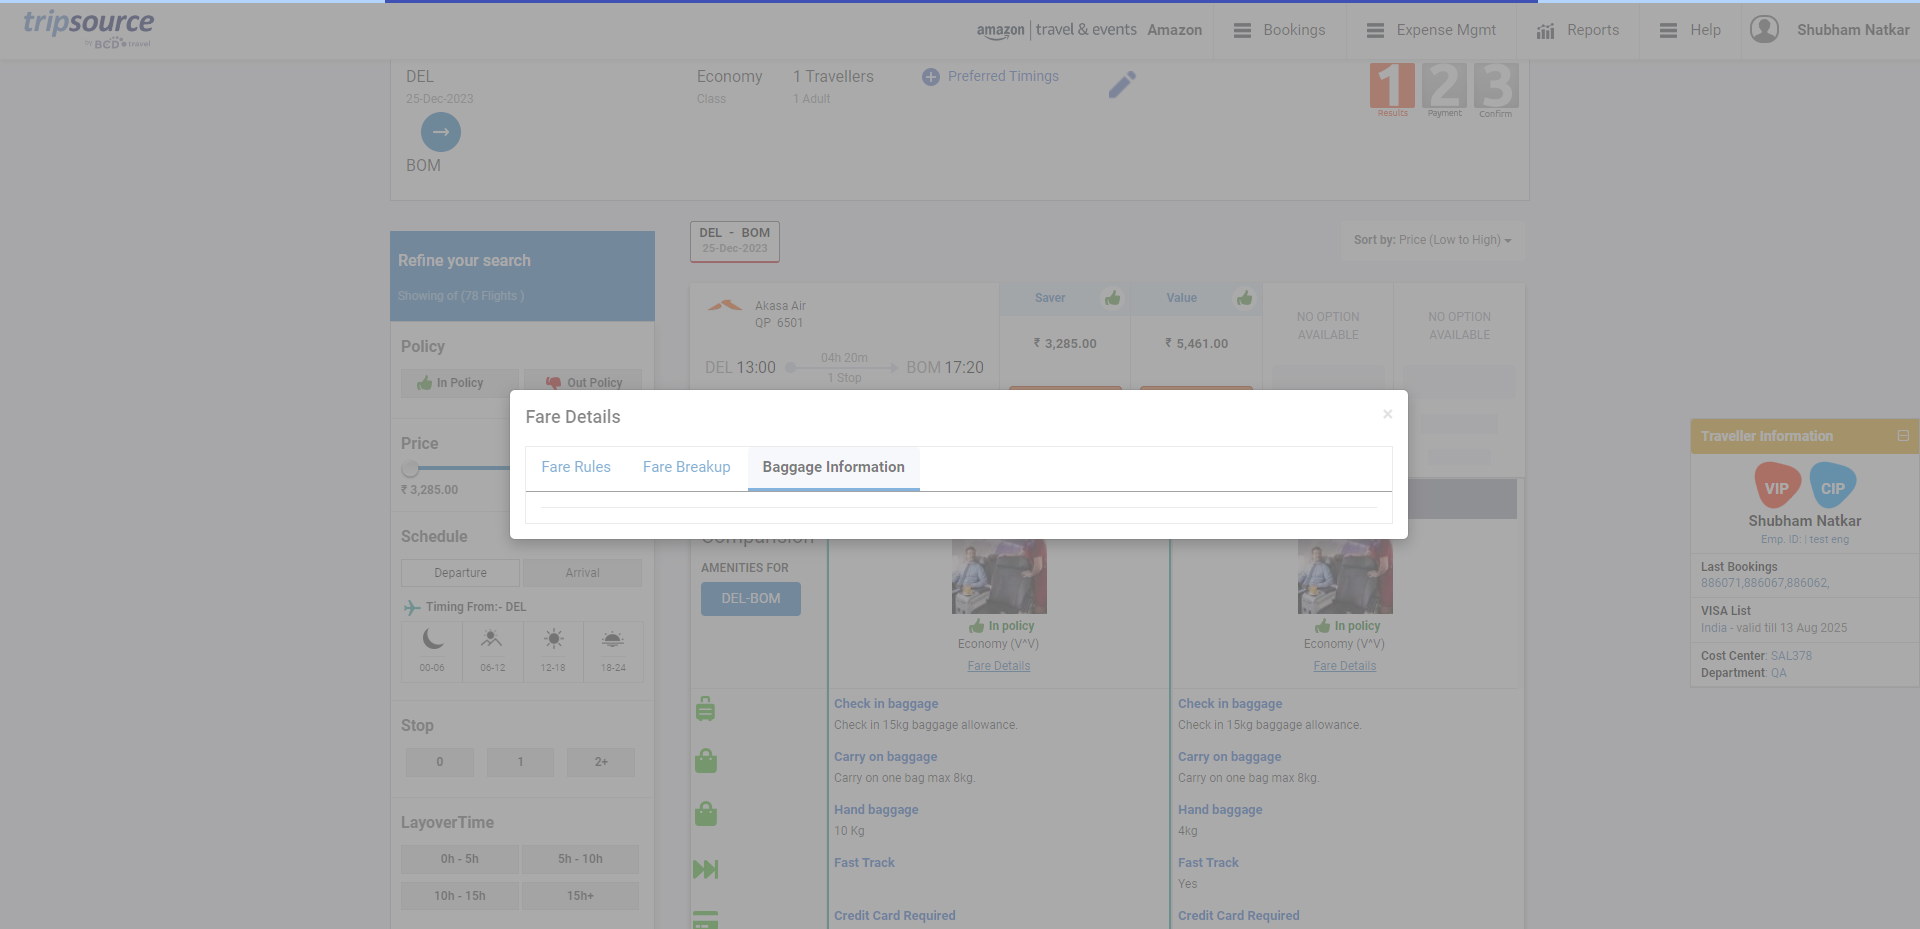 tripsource
by BCD travel
amazon | travel & events Amazon
Bookings
Expense Mgmt
Reports
Help
Shubham Natkar
DEL
25-Dec-2023
BOM
Economy
Class
1 Travellers
1 Adult
Preferred Timings
1 2 3
Results Payment Confirm
Refine your search
Showing of (78 Flights )
Policy
In Policy
Out Policy
Price
₹ 3,285.00
Schedule
Departure
Arrival
Timing From:- DEL
00-06
06-12
12-18
18-24
Stop
0
1
2+
LayoverTime
0h - 5h
5h - 10h
10h - 15h
15h+
DEL - BOM
25-Dec-2023
Sort by: Price (Low to High)
Akasa Air
QP 6501
DEL 13:00
04h 20m
1 Stop
BOM 17:20
Saver
₹ 3,285.00
Value
₹ 5,461.00
NO OPTION
AVAILABLE
NO OPTION
AVAILABLE
Fare Details
×
Fare Rules
Fare Breakup
Baggage Information
AMENITIES FOR
DEL-BOM
In policy
Economy (V^V)
Fare Details
In policy
Economy (V^V)
Fare Details
Check in baggage
Check in 15kg baggage allowance.
Carry on baggage
Carry on one bag max 8kg.
Hand baggage
10 Kg
Fast Track
Credit Card Required
Check in baggage
Check in 15kg baggage allowance.
Carry on baggage
Carry on one bag max 8kg.
Hand baggage
4kg
Fast Track
Yes
Credit Card Required
Traveller Information
VIP
CIP
Shubham Natkar
Emp. ID: | test eng
Last Bookings
886071,886067,886062,
VISA List
India - valid till 13 Aug 2025
Cost Center: SAL378
Department: QA